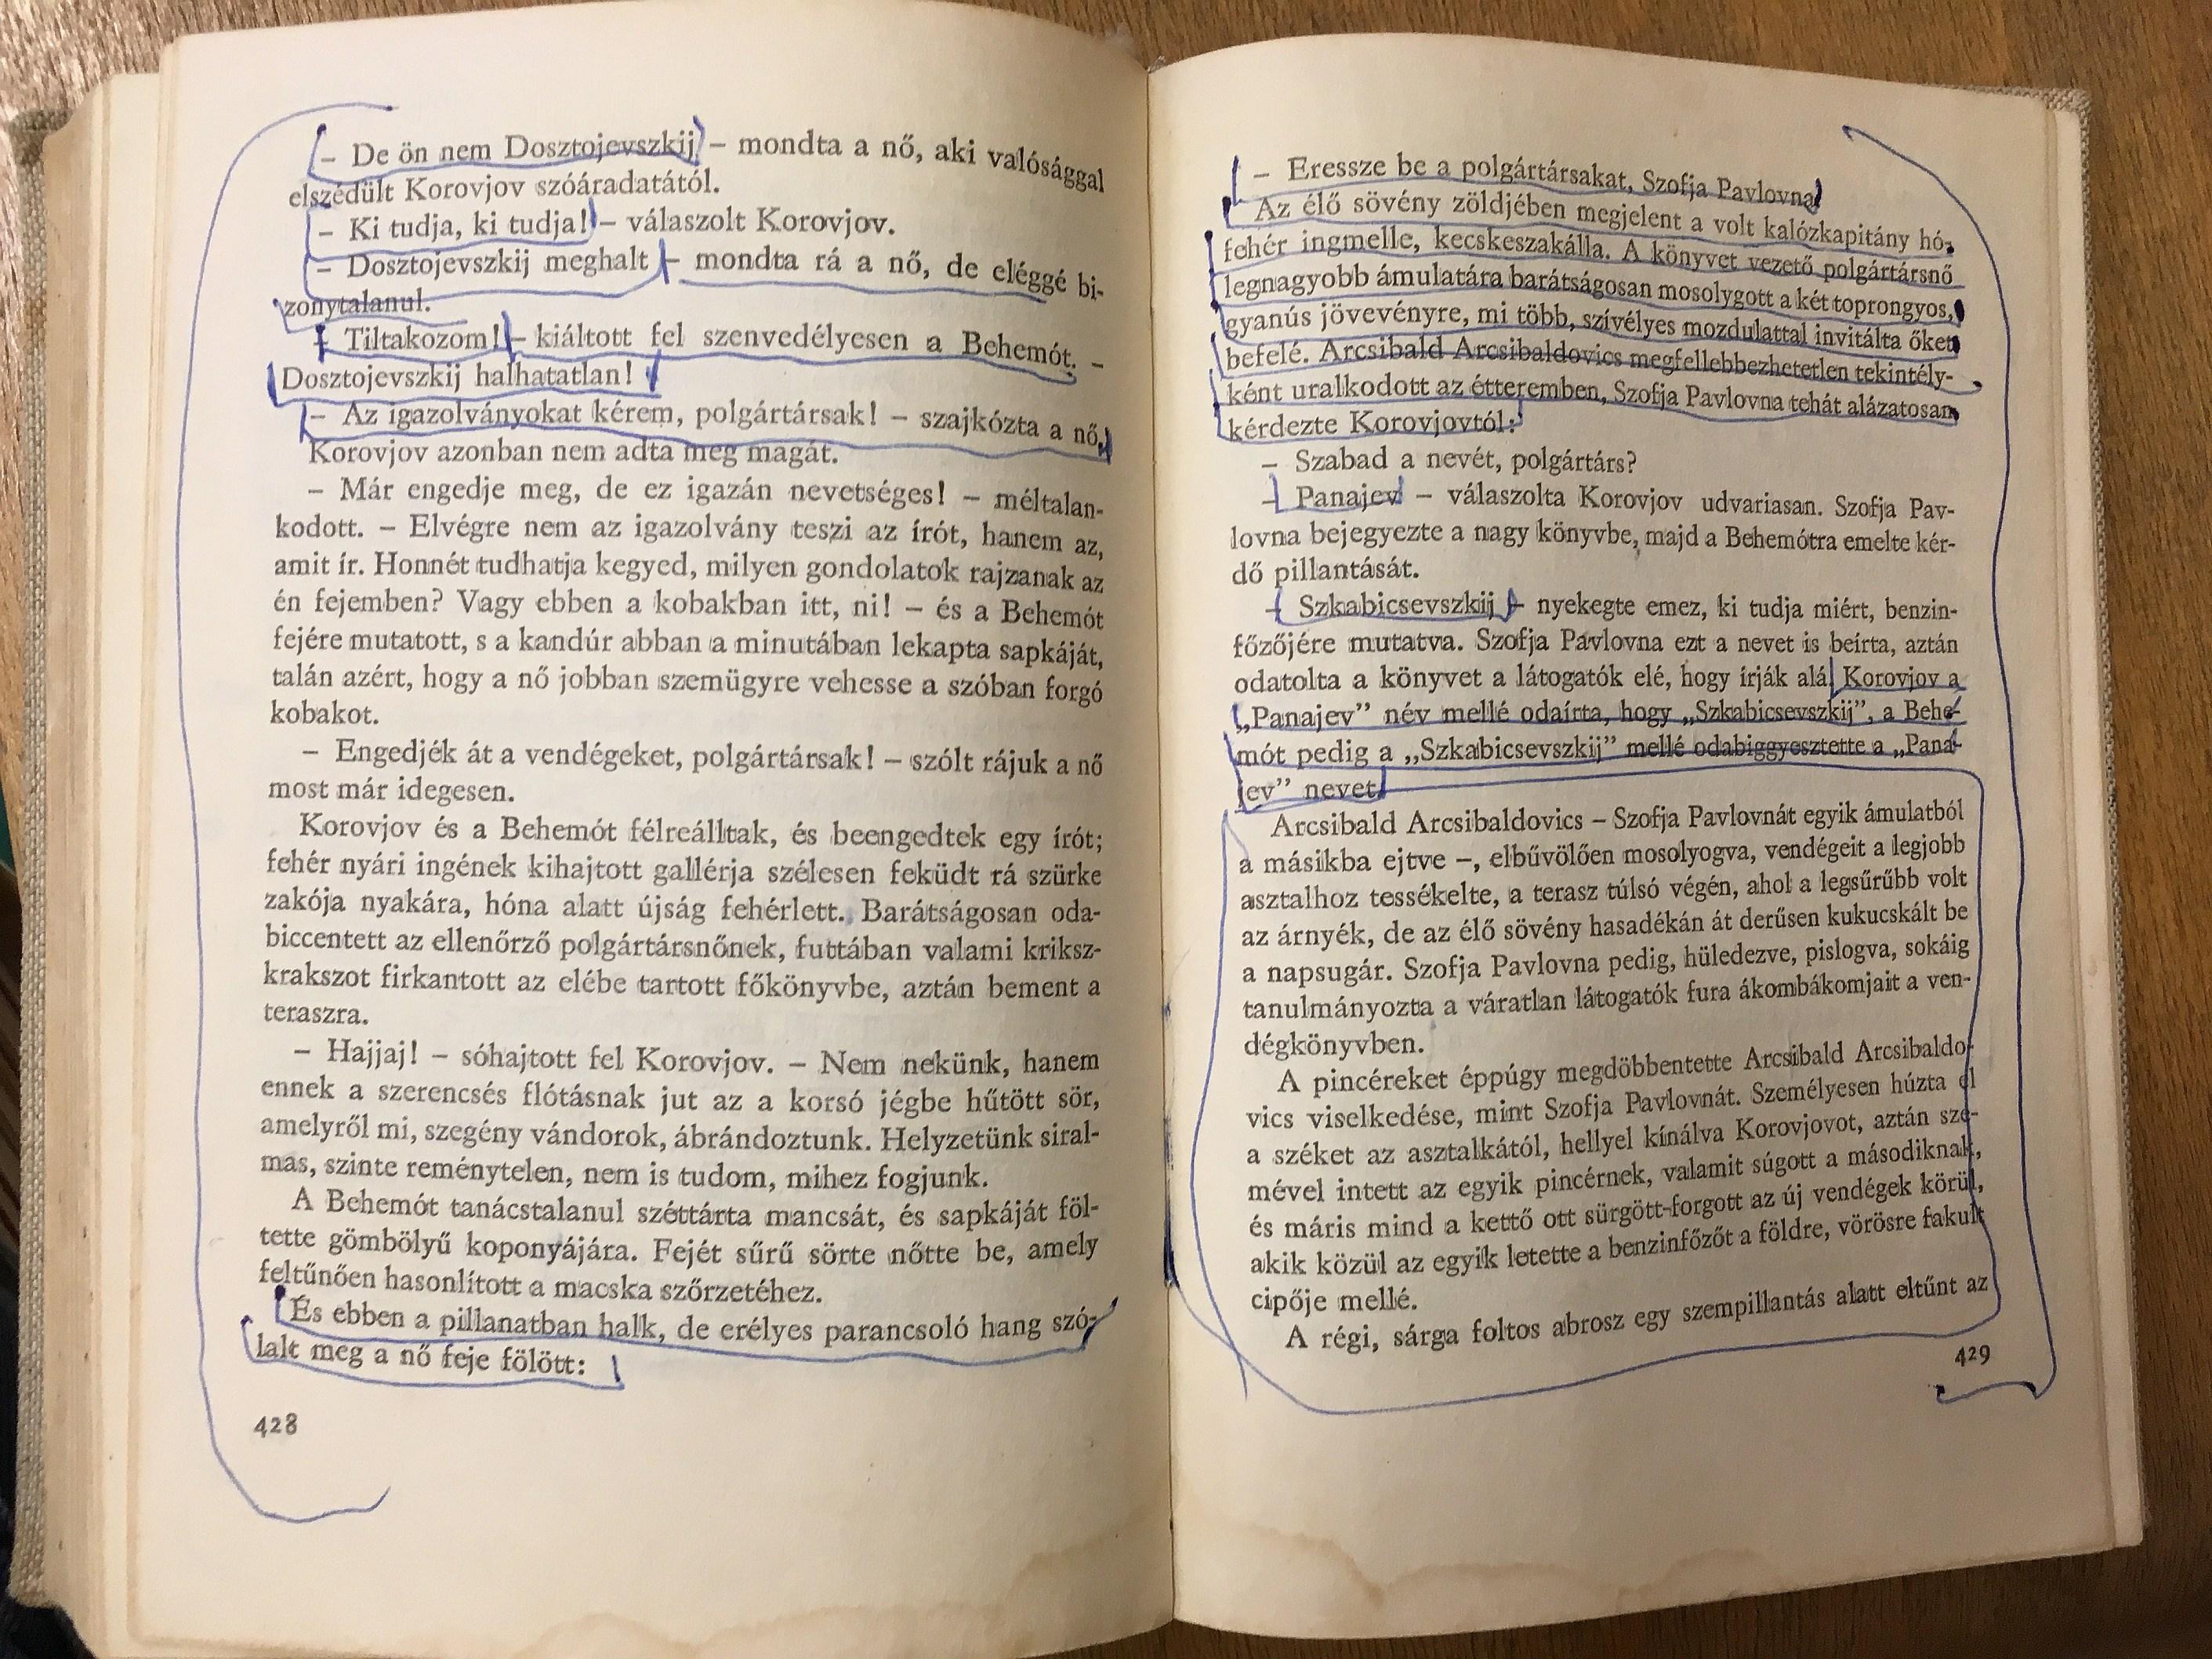 – De ön nem Dosztojevszkij – mondta a nő, aki valósággal
elszédült Korovjov szóáradatától.
– Ki tudja, ki tudja! – válaszolt Korovjov.
– Dosztojevszkij meghalt – mondta rá a nő, de eléggé bi-
zonytalanul.
– Tiltakozom! – kiáltott fel szenvedélyesen a Behemót. –
Dosztojevszkij halhatatlan!
– Az igazolványokat kérem, polgártársak! – szajkózta a nő.
Korovjov azonban nem adta meg magát.
– Már engedje meg, de ez igazán nevetséges! – méltalan-
kodott. – Elvégre nem az igazolvány teszi az írót, hanem az,
amit ír. Honnét tudhatja kegyed, milyen gondolatok rajzanak az
én fejemben? Vagy ebben a kobakban itt, ni! – és a Behemót
fejére mutatott, s a kandúr abban a minutában lekapta sapkáját,
talán azért, hogy a nő jobban szemügyre vehesse a szóban forgó
kobakot.
– Engedjék át a vendégeket, polgártársak! – szólt rájuk a nő
most már idegesen.
Korovjov és a Behemót félreálltak, és beengedtek egy írót;
fehér nyári ingének kihajtott gallérja szélesen feküdt rá szürke
zakója nyakára, hóna alatt újság fehérlett. Barátságosan oda-
biccentett az ellenőrző polgártársnőnek, futtában valami kriksz-
krakszot firkantott az elébe tartott főkönyvbe, aztán bement a
teraszra.
– Hajjaj! – sóhajtott fel Korovjov. – Nem nekünk, hanem
ennek a szerencsés flótásnak jut az a korsó jégbe hűtött sör,
amelyről mi, szegény vándorok, ábrándoztunk. Helyzetünk siral-
mas, szinte reménytelen, nem is tudom, mihez fogjunk.
A Behemót tanácstalanul széttárta mancsát, és sapkáját föl-
tette gömbölyű koponyájára. Fejét sűrű sörte nőtte be, amely
feltűnően hasonlított a macska szőrzetéhez.
És ebben a pillanatban halk, de erélyes parancsoló hang szó-
lalt meg a nő feje fölött:
428
– Eressze be a polgártársakat, Szofja Pavlovna!
Az élő sövény zöldjében megjelent a volt kalózkapitány hó-
fehér ingmelle, kecskeszakálla. A könyvet vezető polgártársnő
legnagyobb ámulatára barátságosan mosolygott a két toprongyos,
gyanús jövevényre, mi több, szívélyes mozdulattal invitálta őket
befelé. Arcsibald Arcsibaldovics megfellebbezhetetlen tekintély-
ként uralkodott az étteremben, Szofja Pavlovna tehát alázatosan
kérdezte Korovjovtól:
– Szabad a nevét, polgártárs?
– Panajev – válaszolta Korovjov udvariasan. Szofja Pav-
lovna bejegyezte a nagy könyvbe, majd a Behemótra emelte kér-
dő pillantását.
– Szkabicsevszkij – nyekegte emez, ki tudja miért, benzin-
főzőjére mutatva. Szofja Pavlovna ezt a nevet is beírta, aztán
odatolta a könyvet a látogatók elé, hogy írják alá. Korovjov a
„Panajev” név mellé odaírta, hogy „Szkabicsevszkij”, a Behe-
mót pedig a „Szkabicsevszkij” mellé odabiggyesztette a „Pana-
jev” nevet.
Arcsibald Arcsibaldovics – Szofja Pavlovnát egyik ámulatból
a másikba ejtve –, elbűvölően mosolyogva, vendégeit a legjobb
asztalhoz tessékelte, a terasz túlsó végén, ahol a legsűrűbb volt
az árnyék, de az élő sövény hasadékán át derűsen kukucskált be
a napsugár. Szofja Pavlovna pedig, hüledezve, pislogva, sokáig
tanulmányozta a váratlan látogatók fura ákombákomjait a ven-
dégkönyvben.
A pincéreket éppúgy megdöbbentette Arcsibald Arcsibaldo-
vics viselkedése, mint Szofja Pavlovnát. Személyesen húzta el
a széket az asztalkától, hellyel kínálva Korovjovot, aztán sze-
mével intett az egyik pincérnek, valamit súgott a másodiknak,
és máris mind a kettő ott sürgött-forgott az új vendégek körül,
akik közül az egyik letette a benzinfőzőt a földre, vörösre fakult
cipője mellé.
A régi, sárga foltos abrosz egy szempillantás alatt eltűnt az
429